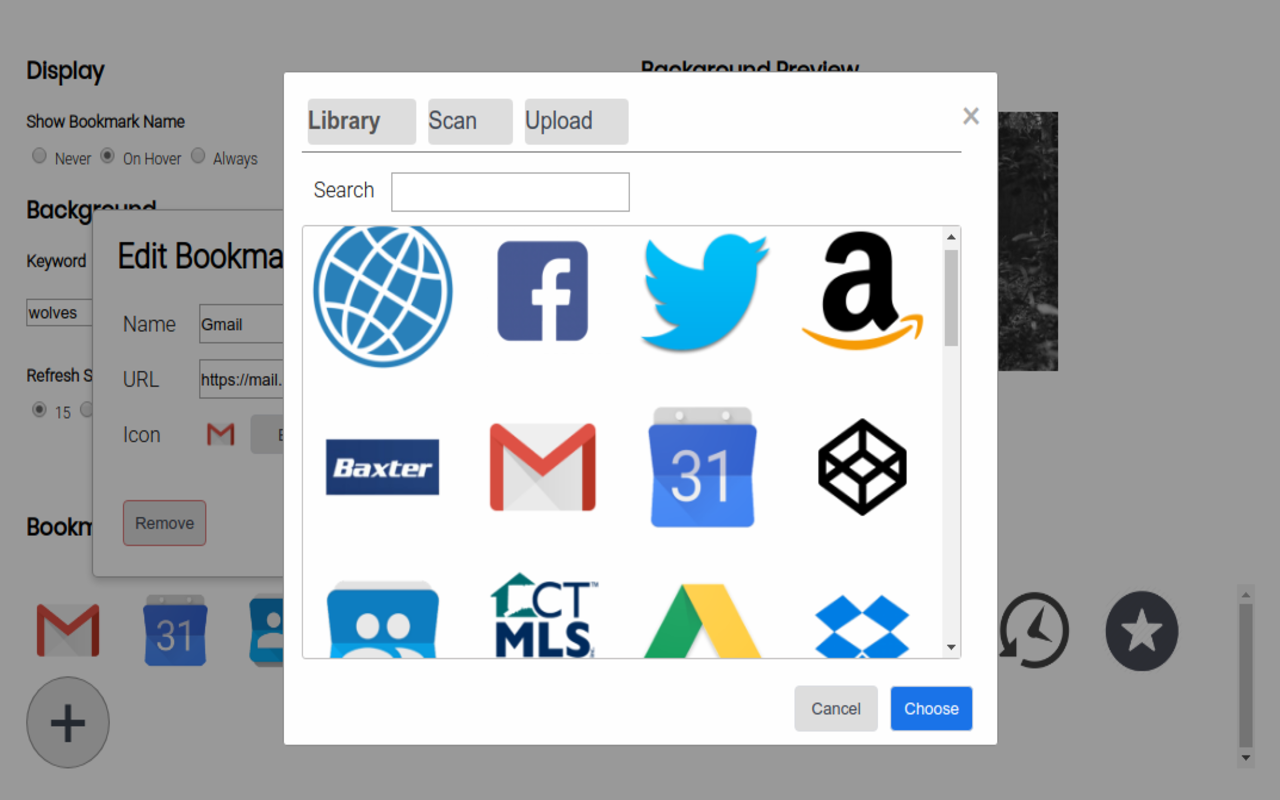 Display
Background Preview
Show Bookmark Name
Never On Hover Always
Background
Keyword
wolves
Refresh S
15
Bookm
Edit Bookma
Name Gmail
URL https://mail.
Icon
Remove
31
Library Scan Upload ×
Search
a
Baxter
31
CT
MLS
Cancel Choose